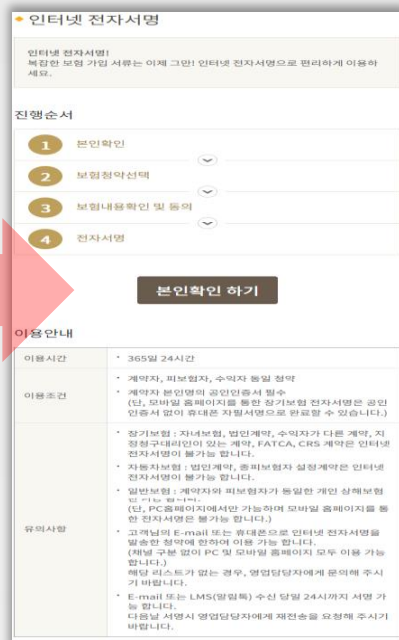 인터넷 전자서명
인터넷 전자서명!
복잡한 보험 가입 서류는 이제 그만! 인터넷 전자서명으로 편리하게 이용하
세요.
진행순서
1 본인확인
2 보험청약선택
3 보험내용확인 및 동의
4 전자서명
본인확인 하기
이용안내
이용시간
· 365일 24시간
이용조건
· 계약자, 피보험자, 수익자 동일 청약
· 계약자 본인명의 공인인증서 필수
(단, 모바일 홈페이지를 통한 장기보험 전자서명은 공인
인증서 없이 휴대폰 자필서명으로 완료할 수 있습니다.)
유의사항
· 장기보험 : 자녀보험, 법인계약, 수익자가 다른 계약, 지
정청구대리인이 있는 계약, FATCA, CRS 계약은 인터넷
전자서명이 불가능 합니다.
· 자동차보험 : 법인계약, 종피보험자 설정계약은 인터넷
전자서명이 불가능 합니다.
· 일반보험 : 계약자와 피보험자가 동일한 개인 상해보험
(단, PC홈페이지에서만 가능하며 모바일 홈페이지를 통
한 전자서명은 불가능 합니다.)
· 고객님의 E-mail 또는 휴대폰으로 인터넷 전자서명을
발송한 청약에 한하여 이용 가능 합니다.
(채널 구분 없이 PC 및 모바일 홈페이지 모두 이용 가능
합니다.)
해당 리스트가 없는 경우, 영업담당자에게 문의해 주시
기 바랍니다.
· E-mail 또는 LMS(알림톡) 수신 당일 24시까지 서명 가
능 합니다.
다음날 서명시 영업담당자에게 재전송을 요청해 주시기
바랍니다.